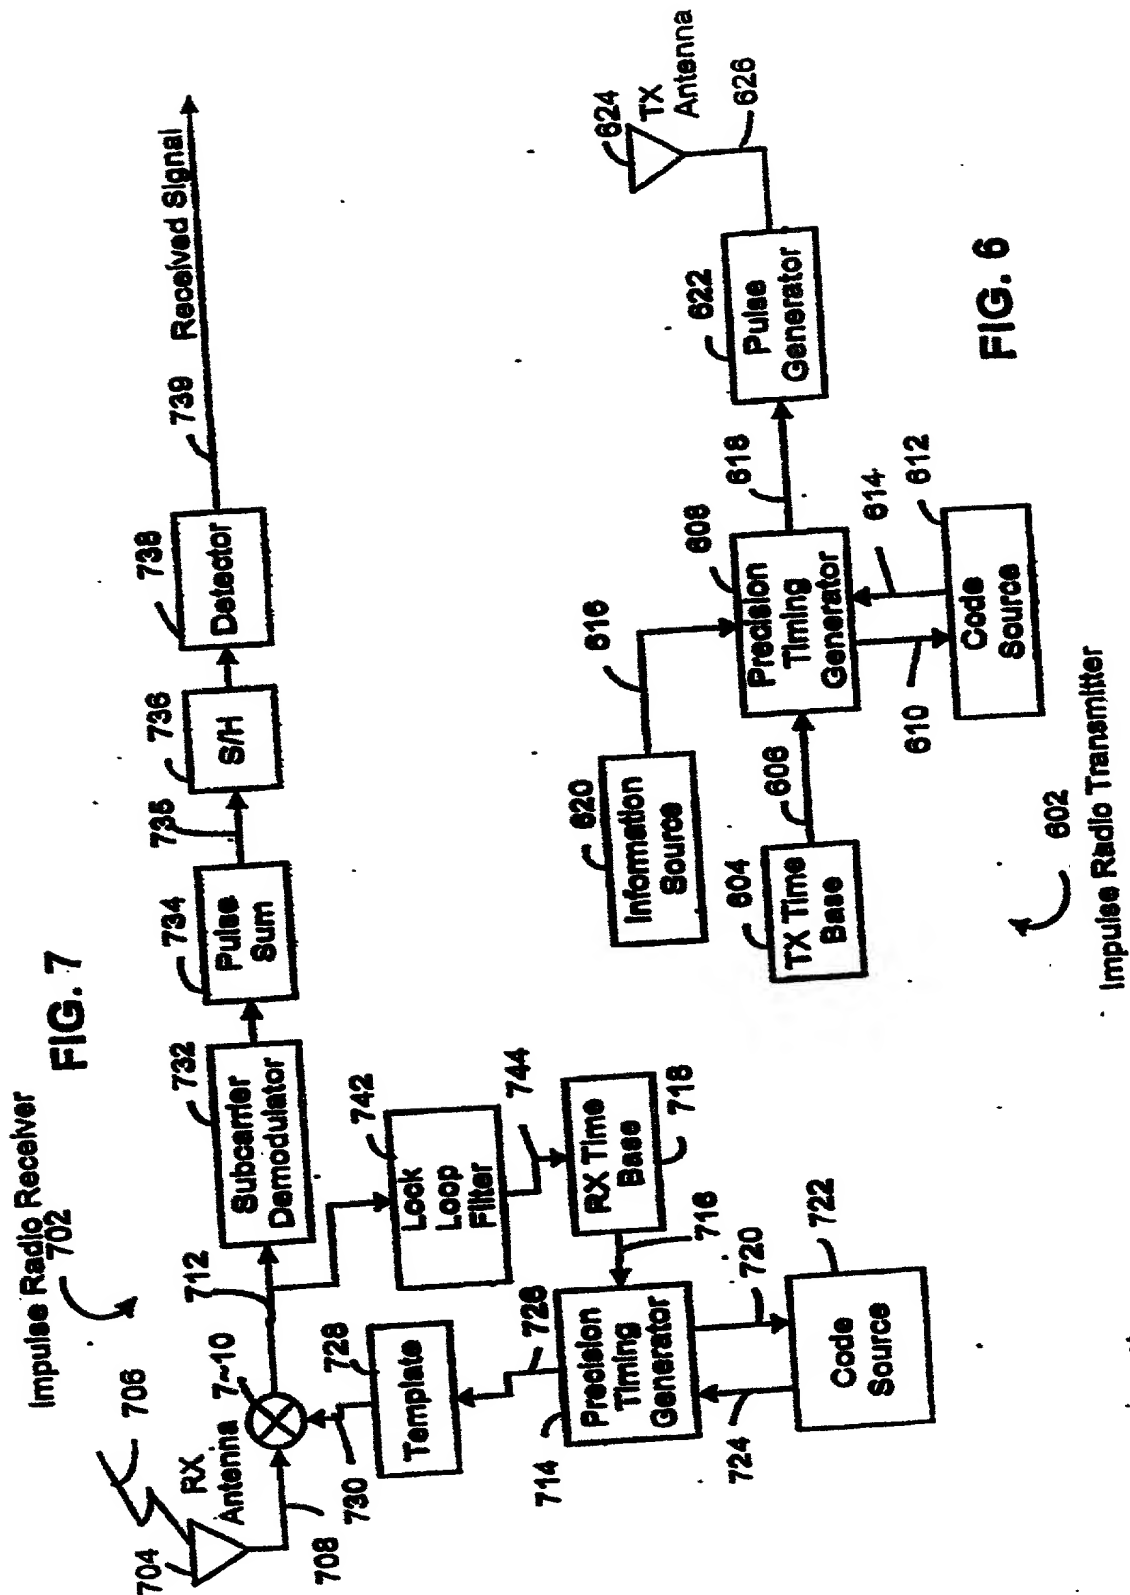 FIG. 7
Impulse Radio Receiver
702
706
704
RX
Antenna
7~10
708
712
730
Template
728
726
Subcarrier
Demodulator
732
Pulse
Sum
734
735
S/H
736
Detector
738
739
Received Signal
Lock
Loop
Filter
742
744
RX Time
Base
718
716
Precision
Timing
Generator
714
720
724
Code
Source
722
FIG. 6
Impulse Radio Transmitter
602
TX Time
Base
604
606
Information
Source
620
616
Precision
Timing
Generator
608
610
614
Code
Source
612
618
Pulse
Generator
622
624
TX
Antenna
626